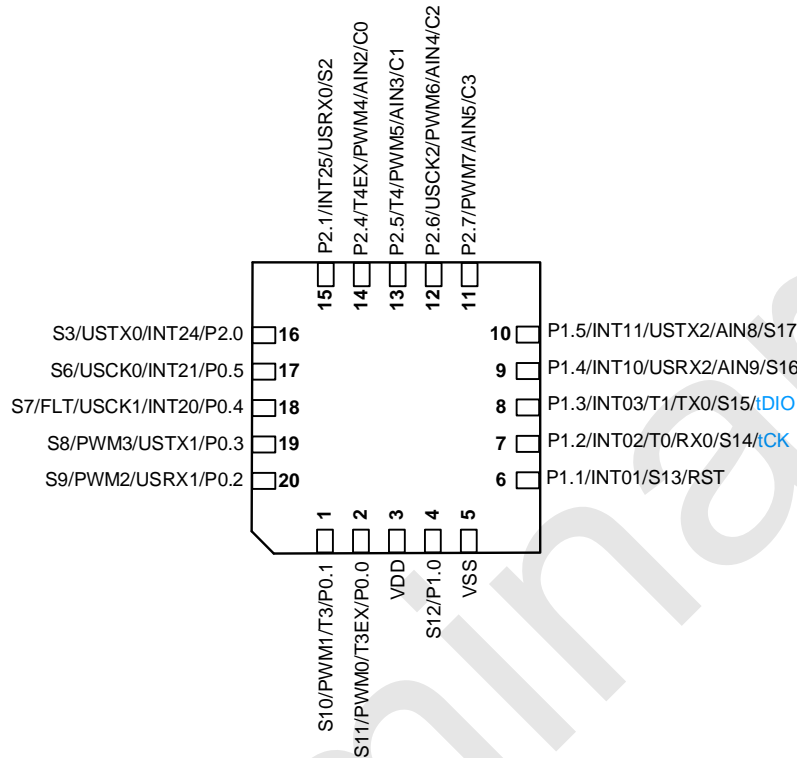 P2.1/INT25/USRX0/S2
P2.4/T4EX/PWM4/AIN2/C0
P2.5/T4/PWM5/AIN3/C1
P2.6/USCK2/PWM6/AIN4/C2
P2.7/PWM7/AIN5/C3
15
14
13
12
11
S3/USTX0/INT24/P2.0 16
S6/USCK0/INT21/P0.5 17
S7/FLT/USCK1/INT20/P0.4 18
S8/PWM3/USTX1/P0.3 19
S9/PWM2/USRX1/P0.2 20
10 P1.5/INT11/USTX2/AIN8/S17
9 P1.4/INT10/USRX2/AIN9/S16
8 P1.3/INT03/T1/TX0/S15/tDIO
7 P1.2/INT02/T0/RX0/S14/tCK
6 P1.1/INT01/S13/RST
1
2
3
4
5
S10/PWM1/T3/P0.1
S11/PWM0/T3EX/P0.0
VDD
S12/P1.0
VSS